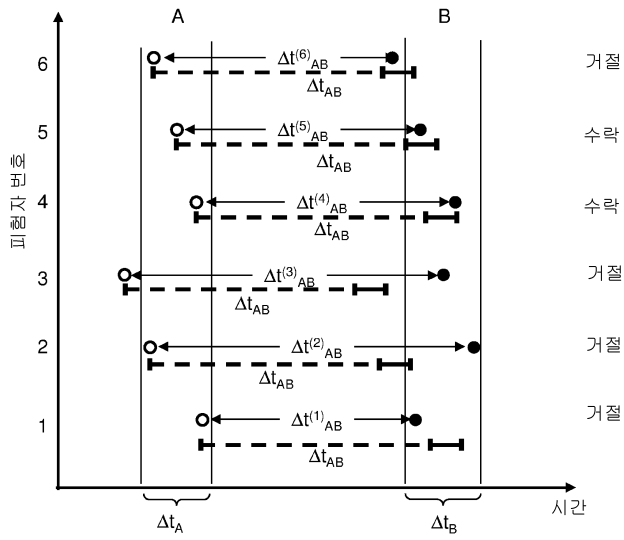 A B
6 Δt(6)AB 거절
ΔtAB
5 Δt(5)AB 수락
ΔtAB
4 Δt(4)AB 수락
ΔtAB
3 Δt(3)AB 거절
ΔtAB
2 Δt(2)AB 거절
ΔtAB
1 Δt(1)AB 거절
ΔtAB
피험자 번호
시간
ΔtA ΔtB